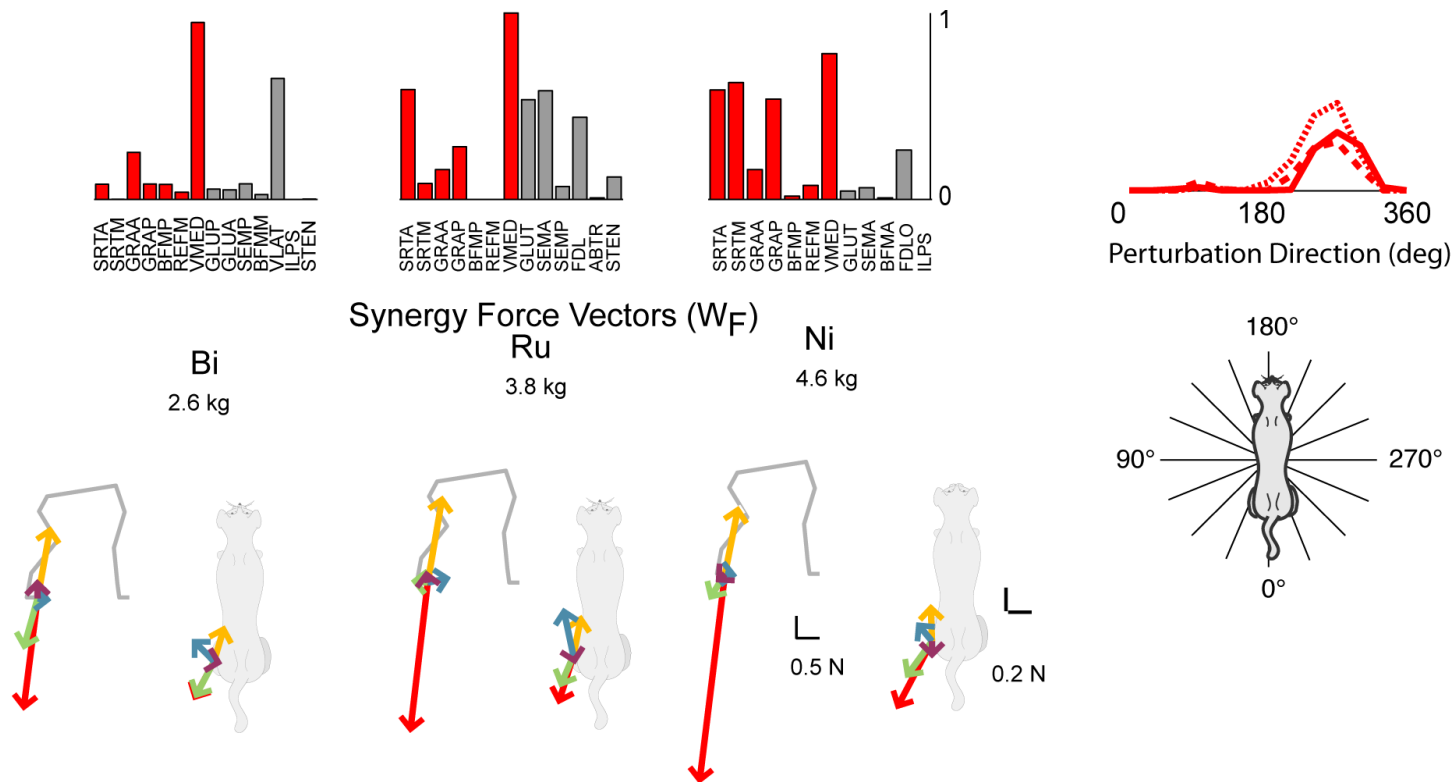 1
0
SRTA
SRTM
GRAA
GRAP
BFMP
REFM
VMED
GLUP
GLUA
SEMP
BFMM
VLAT
ILPS
STEN
SRTA
SRTM
GRAA
GRAP
BFMP
REFM
VMED
GLUT
SEMA
SEMP
FDL
ABTR
STEN
SRTA
SRTM
GRAA
GRAP
BFMP
REFM
VMED
GLUT
SEMA
BFMA
FDLO
ILPS
0 180 360
Perturbation Direction (deg)
Synergy Force Vectors (WF)
Bi
2.6 kg
Ru
3.8 kg
Ni
4.6 kg
0.5 N
0.2 N
180°
90°
270°
0°